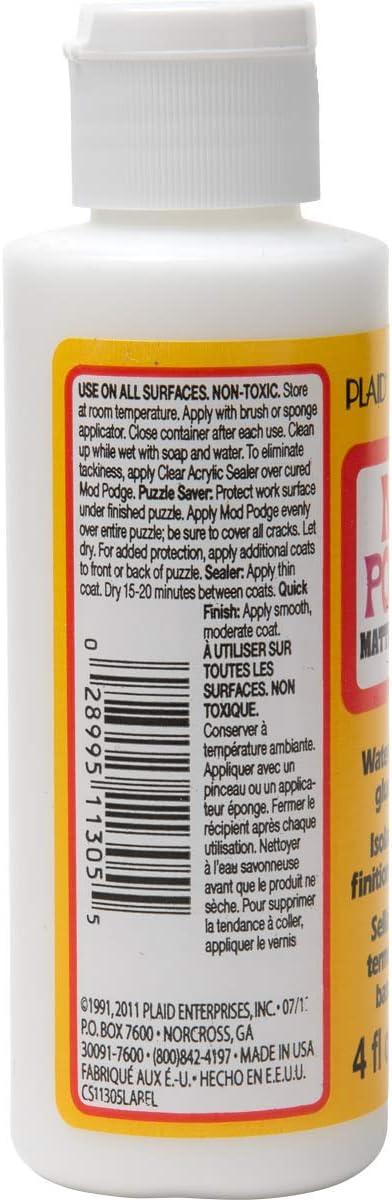 USE ON ALL SURFACES. NON-TOXIC. Store
at room temperature. Apply with brush or sponge
applicator. Close container after each use. Clean
up while wet with soap and water. To eliminate
tackiness, apply Clear Acrylic Sealer over cured
Mod Podge. Puzzle Saver: Protect work surface
under finished puzzle. Apply Mod Podge evenly
over entire puzzle; be sure to cover all cracks. Let
dry. For added protection, apply additional coats
to front or back of puzzle. Sealer: Apply thin
coat. Dry 15-20 minutes between coats. Quick
Finish: Apply smooth,
moderate coat.
À UTILISER SUR
TOUTES LES
SURFACES. NON
TOXIQUE.
Conserver à
température ambiante.
Appliquer avec un
pinceau ou un applica-
teur éponge. Fermer le
récipient après chaque
utilisation. Nettoyer
à l'eau savonneuse
avant que le produit ne
sèche. Pour supprimer
la tendance à coller,
appliquer le vernis
0 28995 11305 5
©1991, 2011 PLAID ENTERPRISES, INC. • 07/1
P.O. BOX 7600 • NORCROSS, GA
30091-7600 • (800)842-4197 • MADE IN USA
FABRIQUÉ AUX É.-U. • HECHO EN E.E.U.U.
CS11305LABEL
PLAID
PO
MATT
Wate
finition
4 fl